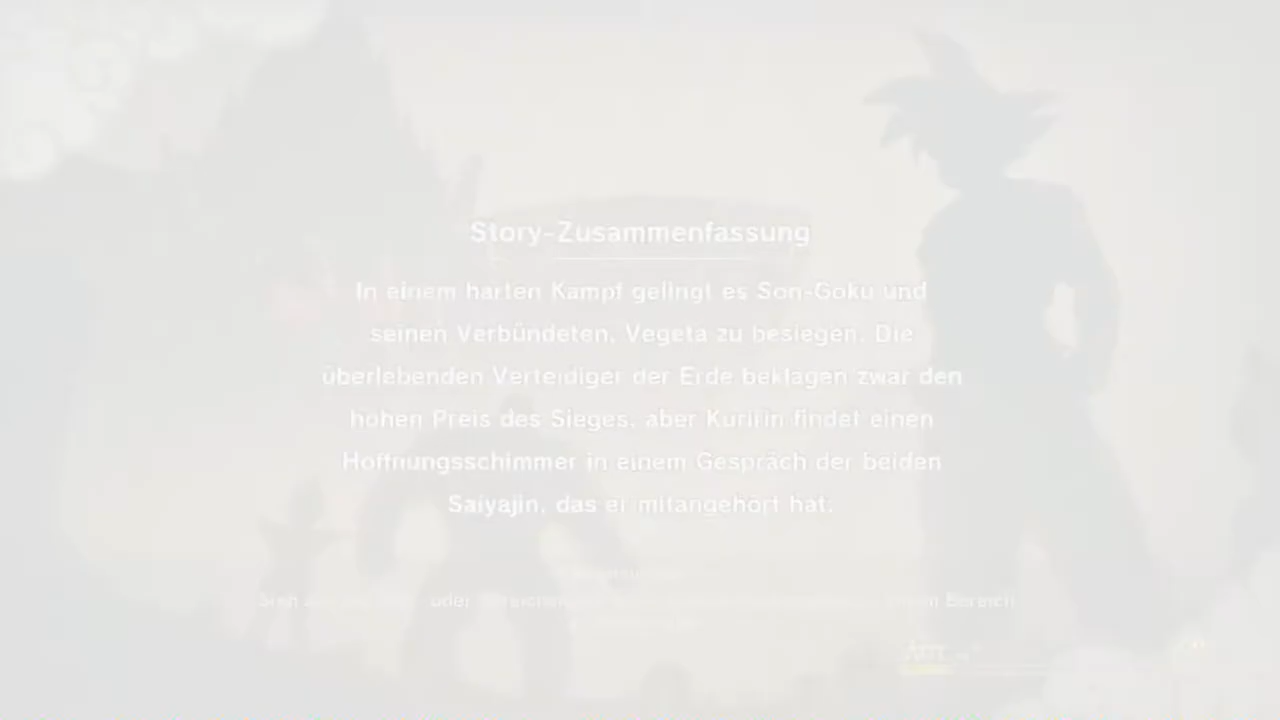 Story-Zusammenfassung
In einem harten Kampf gelingt es Son-Goku und
seinen Verbündeten, Vegeta zu besiegen. Die
überlebenden Verteidiger der Erde beklagen zwar den
hohen Preis des Sieges, aber Kuririn findet einen
Hoffnungsschimmer in einem Gespräch der beiden
Saiyajin, das er mitangehört hat.
oder Bereich